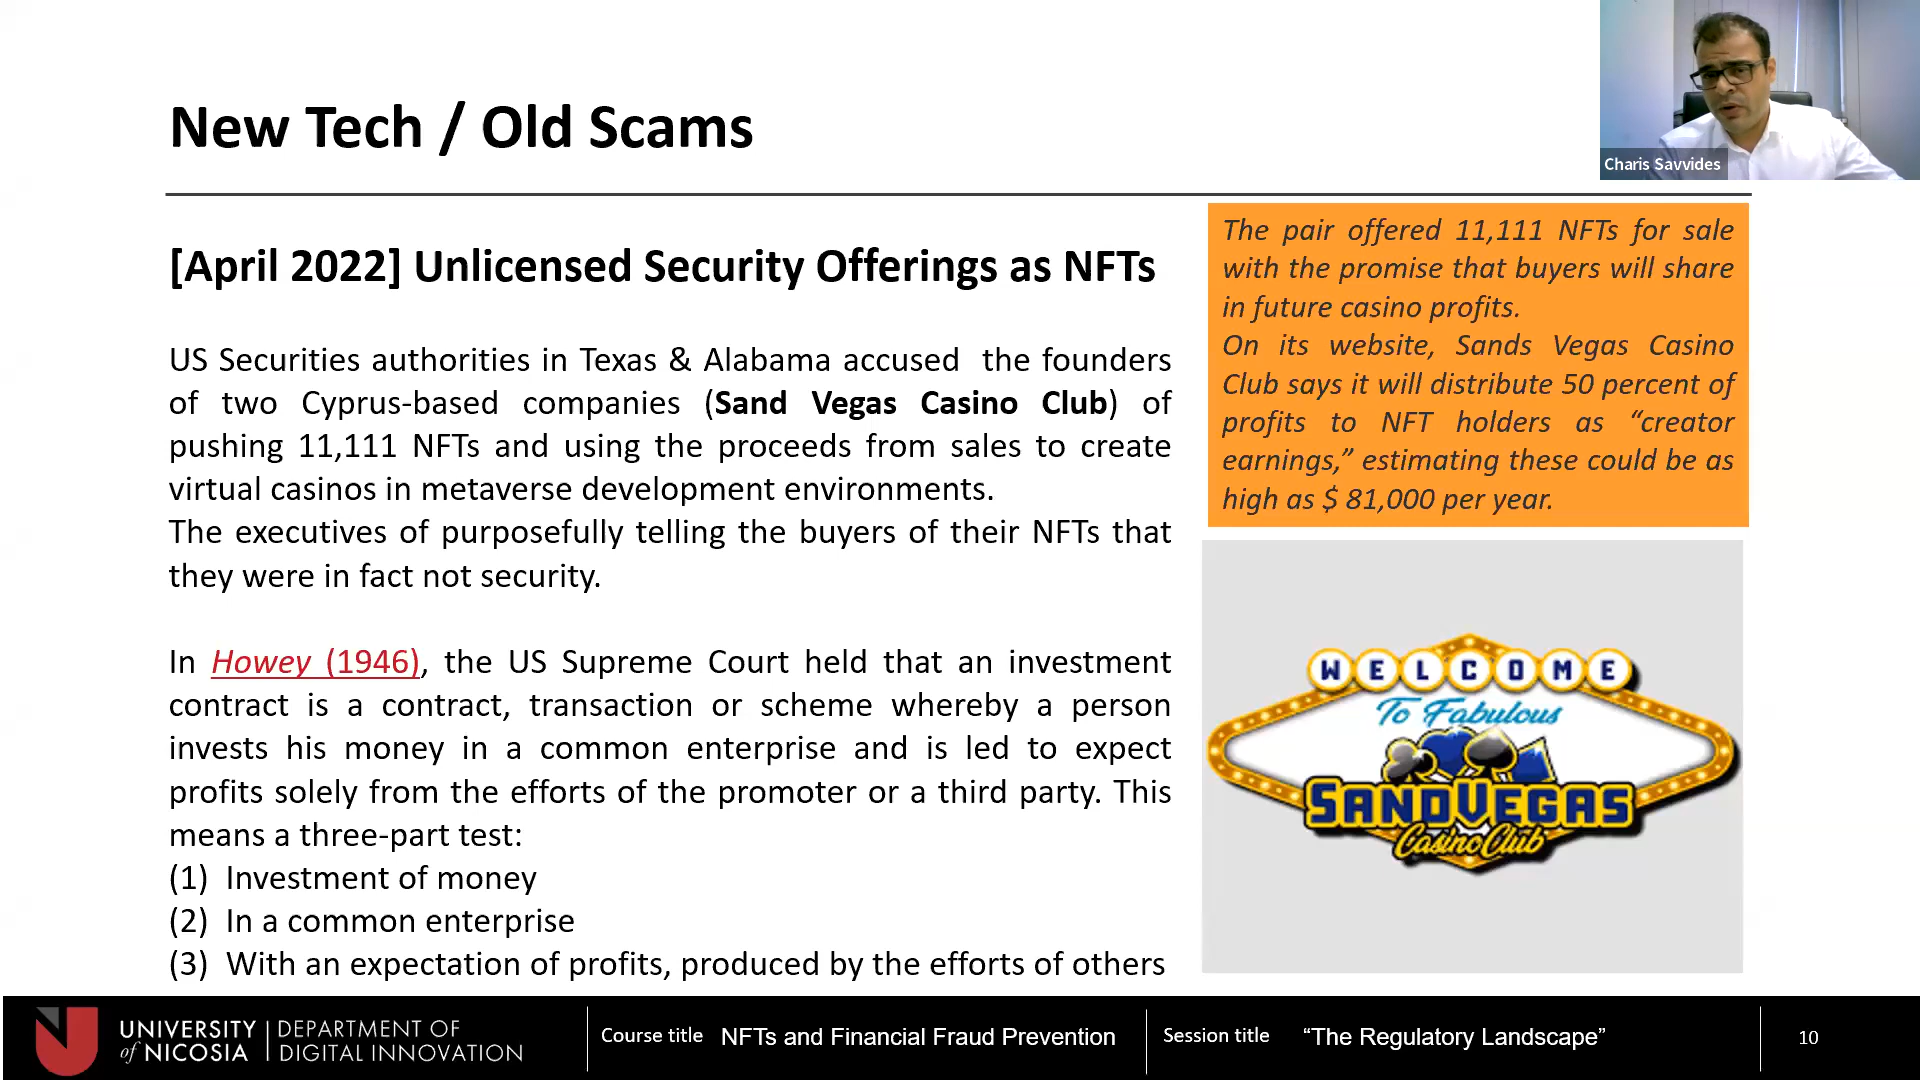 New Tech / Old Scams
Charis Savvides
[April 2022] Unlicensed Security Offerings as NFTs
US Securities authorities in Texas & Alabama accused the founders
of two Cyprus-based companies (Sand Vegas Casino Club) of
pushing 11,111 NFTs and using the proceeds from sales to create
virtual casinos in metaverse development environments.
The executives of purposefully telling the buyers of their NFTs that
they were in fact not security.
In Howey (1946), the US Supreme Court held that an investment
contract is a contract, transaction or scheme whereby a person
invests his money in a common enterprise and is led to expect
profits solely from the efforts of the promoter or a third party. This
means a three-part test:
(1) Investment of money
(2) In a common enterprise
(3) With an expectation of profits, produced by the efforts of others
The pair offered 11,111 NFTs for sale
with the promise that buyers will share
in future casino profits.
On its website, Sands Vegas Casino
Club says it will distribute 50 percent of
profits to NFT holders as “creator
earnings,” estimating these could be as
high as $ 81,000 per year.
WELCOME
To Fabulous
SANDVEGAS
Casino Club
UNIVERSITY
of NICOSIA
DEPARTMENT OF
DIGITAL INNOVATION
Course title NFTs and Financial Fraud Prevention
Session title “The Regulatory Landscape”
10